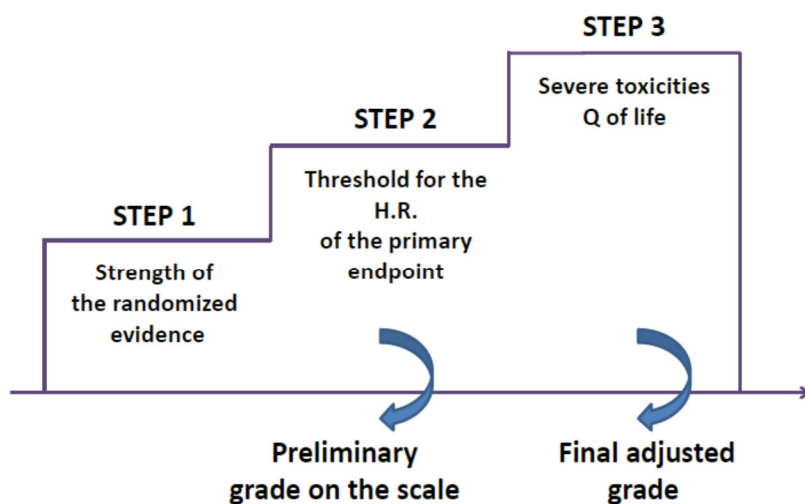 STEP 1
Strength of
the randomized
evidence
STEP 2
Threshold for the
H.R.
of the primary
endpoint
STEP 3
Severe toxicities
Q of life
Preliminary
grade on the scale
Final adjusted
grade